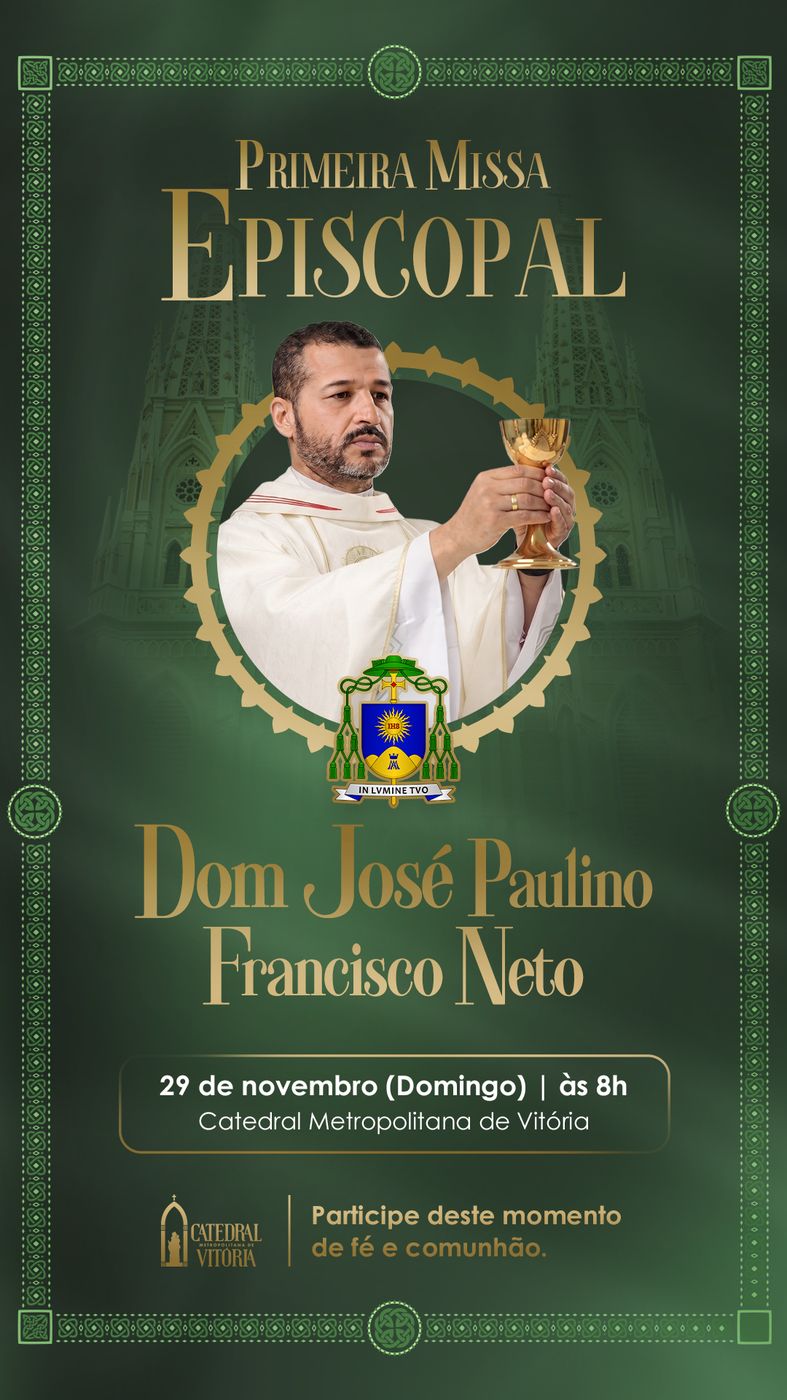 Primeira Missa
Episcopal
IHS
IN LVMINE TVO
Dom José Paulino
Francisco Neto
29 de novembro (Domingo) | às 8h
Catedral Metropolitana de Vitória
CATEDRAL
METROPOLITANA DE
VITÓRIA
Participe deste momento
de fé e comunhão.